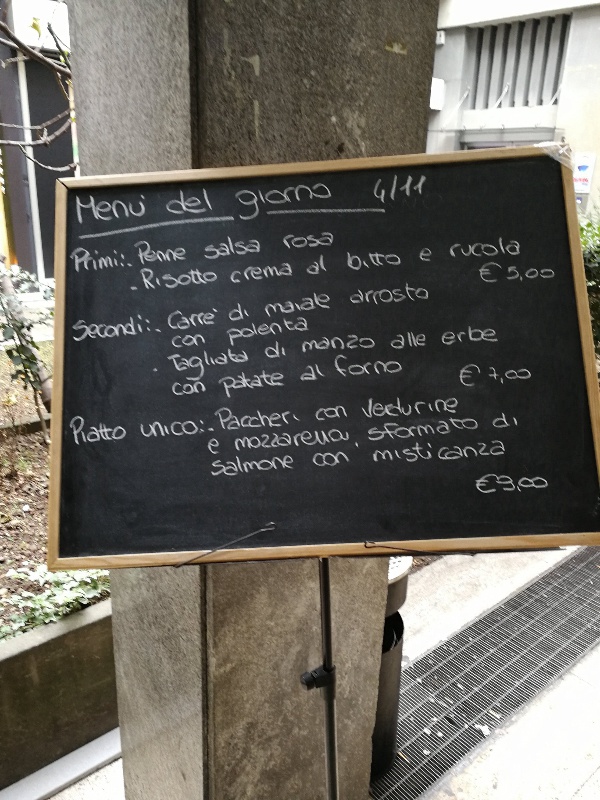 Menu' del giorno 4/11
Primi:. Penne salsa rosa
. Risotto crema al bitto e rucola
€ 5,00
Secondi:. Carre' di maiale arrosto
con polenta
. Tagliata di manzo alle erbe
con patate al forno
€ 7,00
Piatto unico:. Paccheri con verdurine
e mozzarella, sformato di
salmone con misticanza
€ 9,00